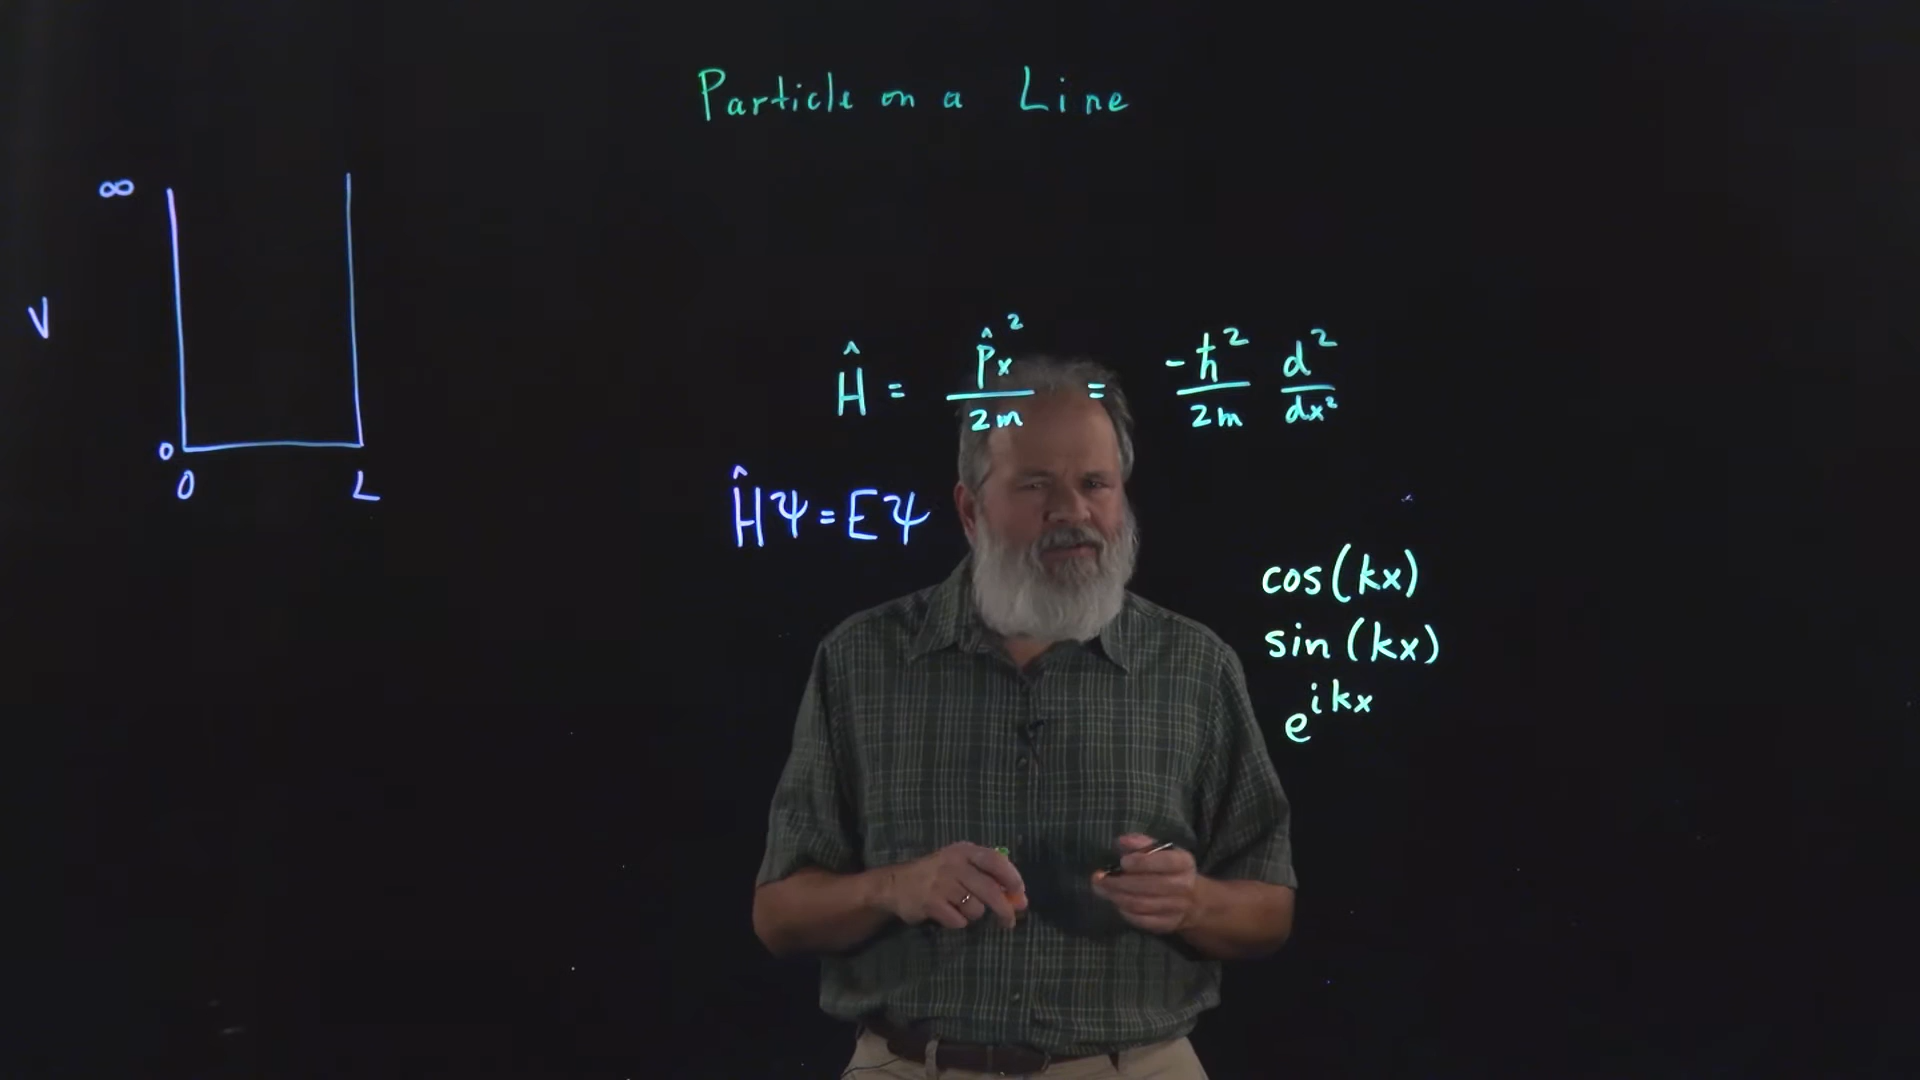 Particle on a Line
∞
V
0
0 L
Ĥ = p̂x² / 2m = -ħ² / 2m d² / dx²
Ĥψ = Eψ
cos(kx)
sin(kx)
e^ikx